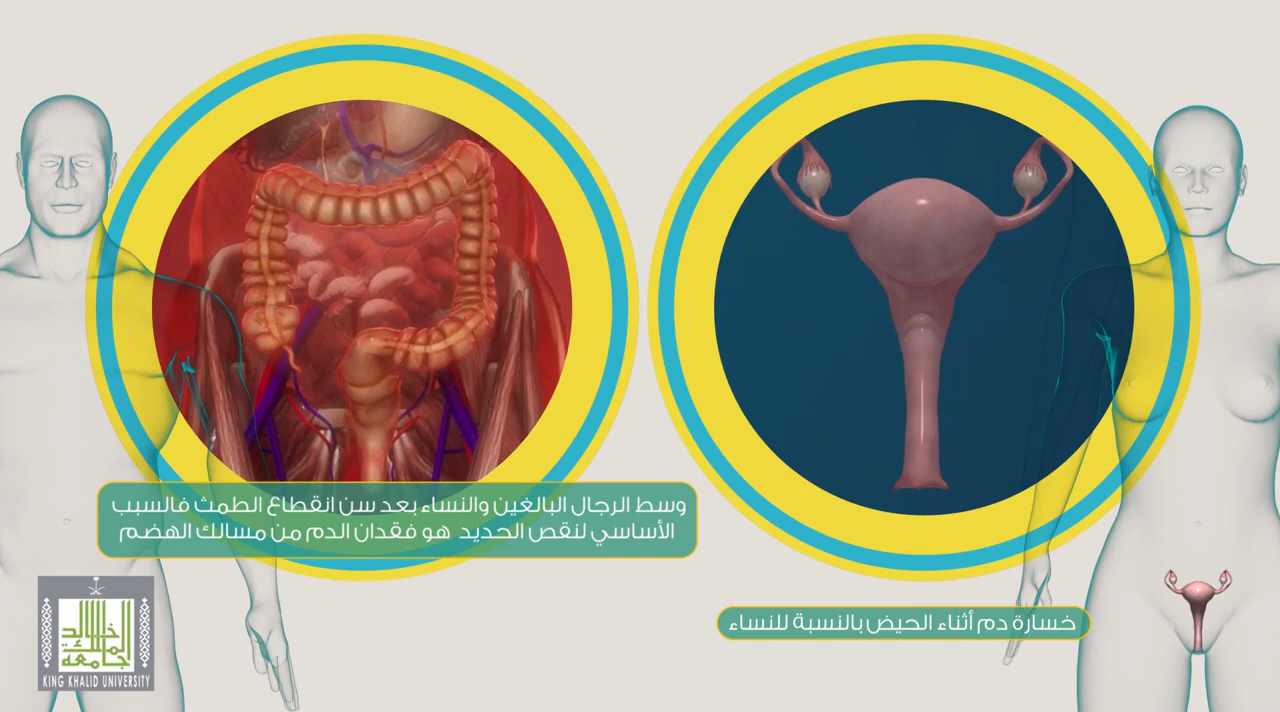 وسط الرجال البالغين والنساء بعد سن انقطاع الطمث فالسبب
الأساسي لنقص الحديد هو فقدان الدم من مسالك الهضم
خسارة دم أثناء الحيض بالنسبة للنساء
جامعة الملك خالد
KING KHALID UNIVERSITY